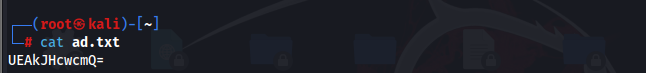 ┌──(root㉿kali)-[~]
└─# cat ad.txt
UEAkJHcwcmQ=